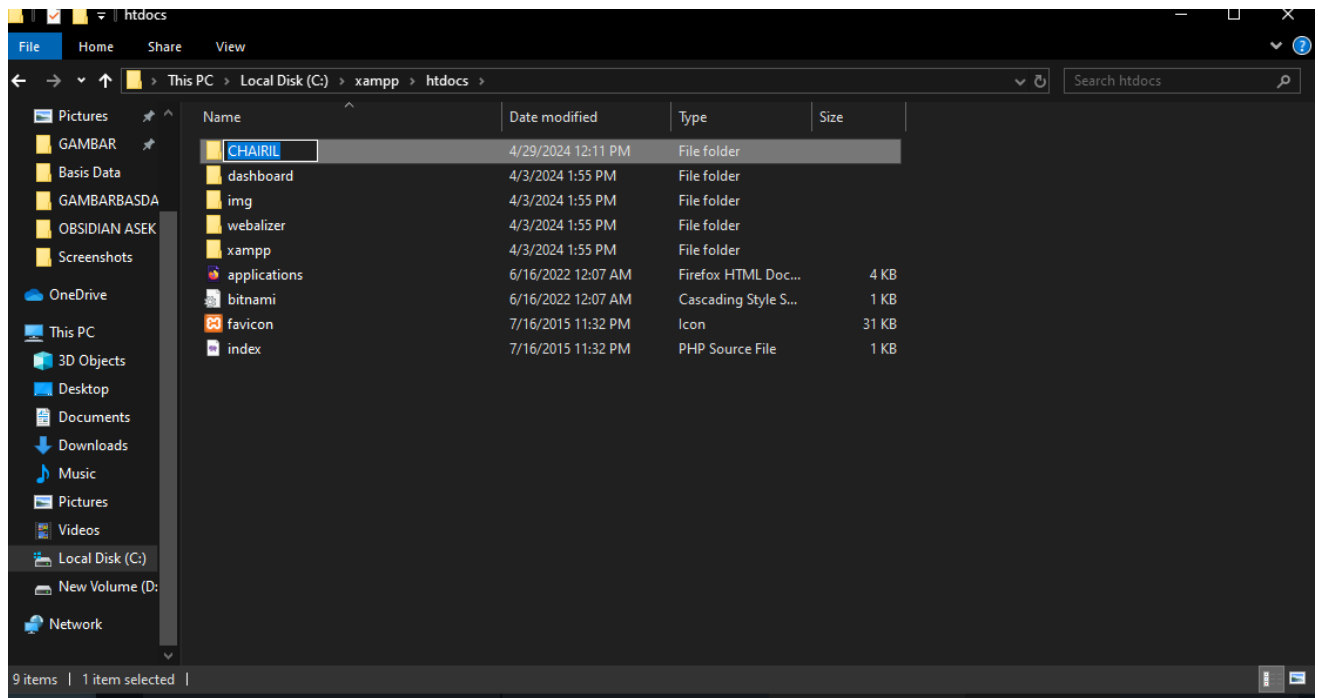 htdocs
File Home Share View
This PC Local Disk (C:) xampp htdocs Search htdocs
Pictures
GAMBAR
Basis Data
GAMBARBASDA
OBSIDIAN ASEK
Screenshots
OneDrive
This PC
3D Objects
Desktop
Documents
Downloads
Music
Pictures
Videos
Local Disk (C:)
New Volume (D:
Network
Name Date modified Type Size
CHAIRIL 4/29/2024 12:11 PM File folder
dashboard 4/3/2024 1:55 PM File folder
img 4/3/2024 1:55 PM File folder
webalizer 4/3/2024 1:55 PM File folder
xampp 4/3/2024 1:55 PM File folder
applications 6/16/2022 12:07 AM Firefox HTML Doc... 4 KB
bitnami 6/16/2022 12:07 AM Cascading Style S... 1 KB
favicon 7/16/2015 11:32 PM Icon 31 KB
index 7/16/2015 11:32 PM PHP Source File 1 KB
9 items 1 item selected